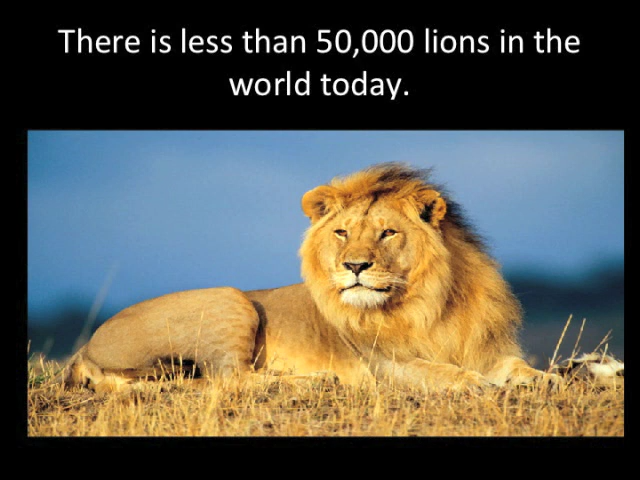 There is less than 50,000 lions in the
world today.